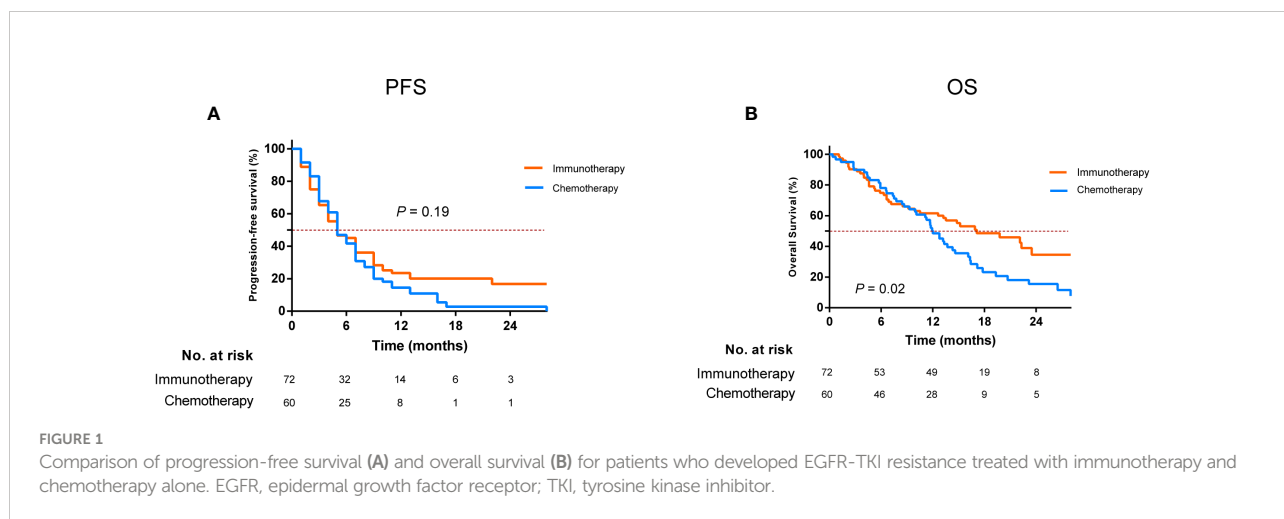 PFS
OS
A
B
Progression-free survival (%)
100
80
60
40
20
0
0 6 12 18 24
Time (months)
P = 0.19
Immunotherapy
Chemotherapy
No. at risk
Immunotherapy 72 32 14 6 3
Chemotherapy 60 25 8 1 1
Overall Survival (%)
100
80
60
40
20
0
0 6 12 18 24
Time (months)
P = 0.02
Immunotherapy
Chemotherapy
No. at risk
Immunotherapy 72 53 49 19 8
Chemotherapy 60 46 28 9 5
FIGURE 1
Comparison of progression-free survival (A) and overall survival (B) for patients who developed EGFR-TKI resistance treated with immunotherapy and
chemotherapy alone. EGFR, epidermal growth factor receptor; TKI, tyrosine kinase inhibitor.